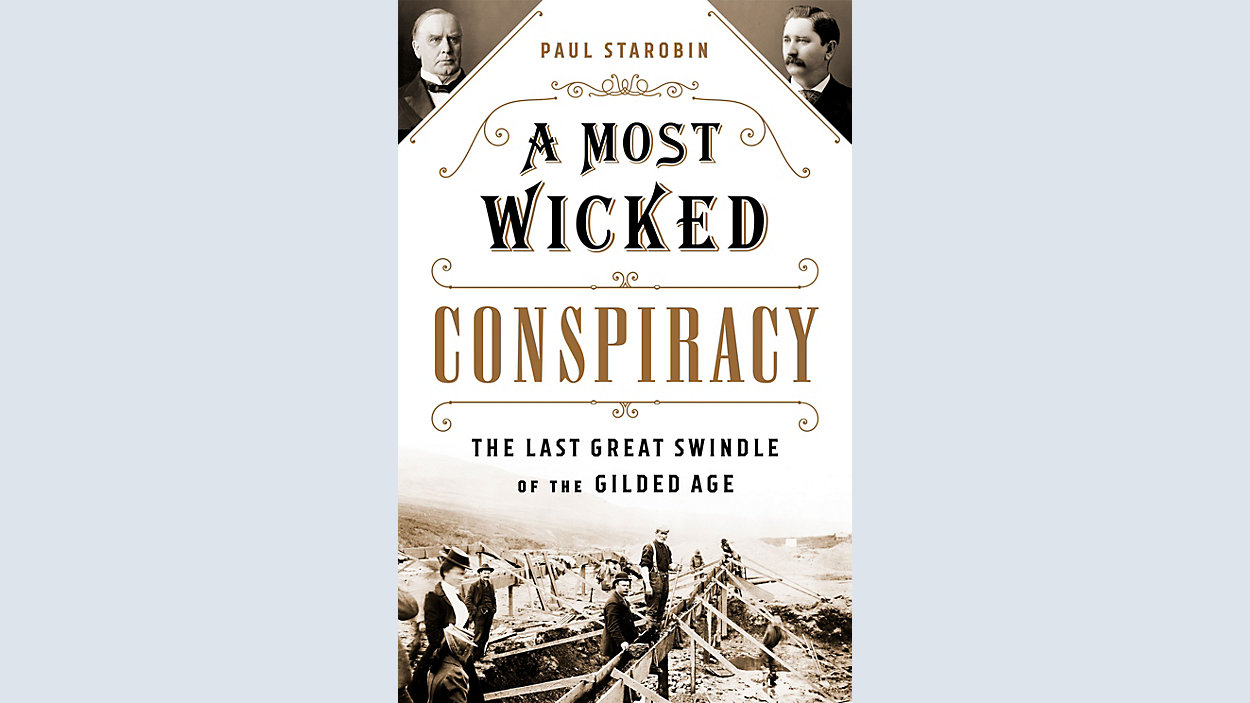 PAUL STAROBIN
A MOST
WICKED
CONSPIRACY
THE LAST GREAT SWINDLE
OF THE GILDED AGE